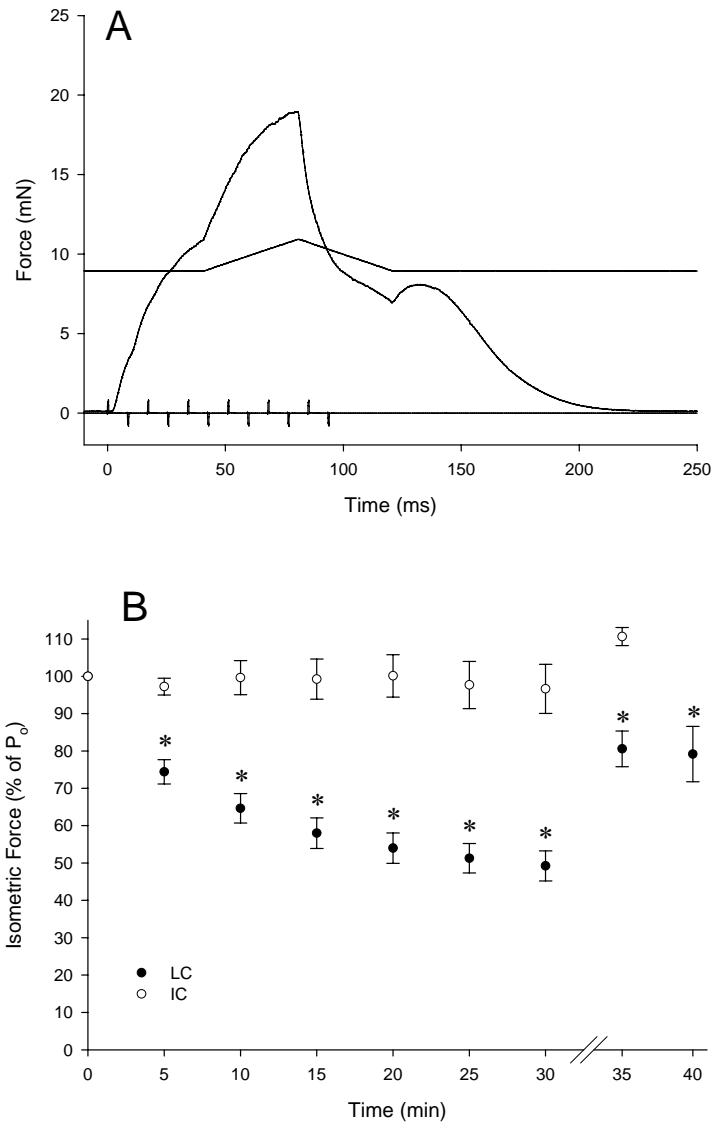 A
25
20
15
10
5
0
Force (mN)
0 50 100 150 200 250
Time (ms)
B
110
100
90
80
70
60
50
40
30
20
10
0
Isometric Force (% of Po)
* * * * * * * *
LC
IC
0 5 10 15 20 25 30 35 40
Time (min)